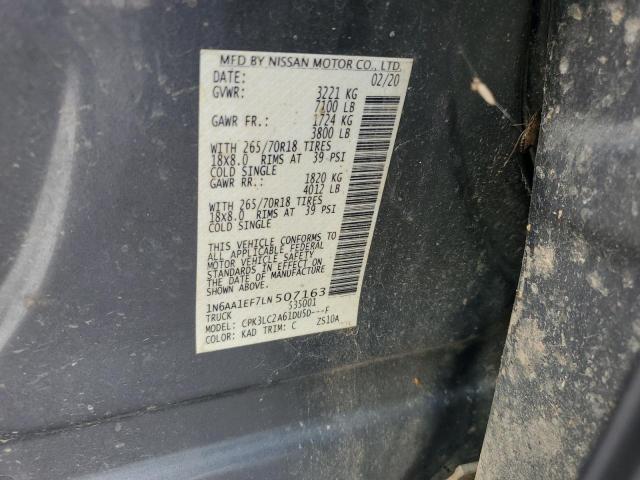 MFD BY NISSAN MOTOR CO., LTD.
DATE: 02/20
GVWR: 3221 KG
7100 LB
GAWR FR.: 1724 KG
3800 LB
WITH 265/70R18 TIRES
18X8.0 RIMS AT 39 PSI
COLD SINGLE
GAWR RR.: 1820 KG
4012 LB
WITH 265/70R18 TIRES
18X8.0 RIMS AT 39 PSI
COLD SINGLE
THIS VEHICLE CONFORMS TO
ALL APPLICABLE FEDERAL
MOTOR VEHICLE SAFETY
STANDARDS IN EFFECT ON
THE DATE OF MANUFACTURE
SHOWN ABOVE.
1N6AA1EF7LN507163
TRUCK S35001
MODEL: CPK3LC2A61DUSD---F
COLOR: KAD TRIM: C ZS10A